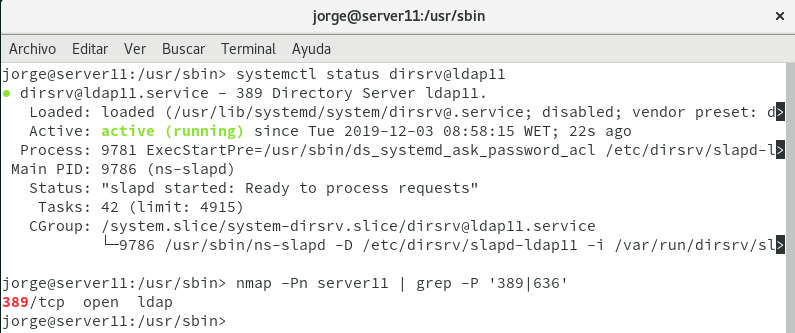 jorge@server11:/usr/sbin
Archivo Editar Ver Buscar Terminal Ayuda
jorge@server11:/usr/sbin> systemctl status dirsrv@ldap11
● dirsrv@ldap11.service - 389 Directory Server ldap11.
   Loaded: loaded (/usr/lib/systemd/system/dirsrv@.service; disabled; vendor preset: d>
   Active: active (running) since Tue 2019-12-03 08:58:15 WET; 22s ago
  Process: 9781 ExecStartPre=/usr/sbin/ds_systemd_ask_password_acl /etc/dirsrv/slapd-l>
 Main PID: 9786 (ns-slapd)
   Status: "slapd started: Ready to process requests"
    Tasks: 42 (limit: 4915)
   CGroup: /system.slice/system-dirsrv.slice/dirsrv@ldap11.service
           └─9786 /usr/sbin/ns-slapd -D /etc/dirsrv/slapd-ldap11 -i /var/run/dirsrv/sl>
jorge@server11:/usr/sbin> nmap -Pn server11 | grep -P '389|636'
389/tcp  open  ldap
jorge@server11:/usr/sbin>